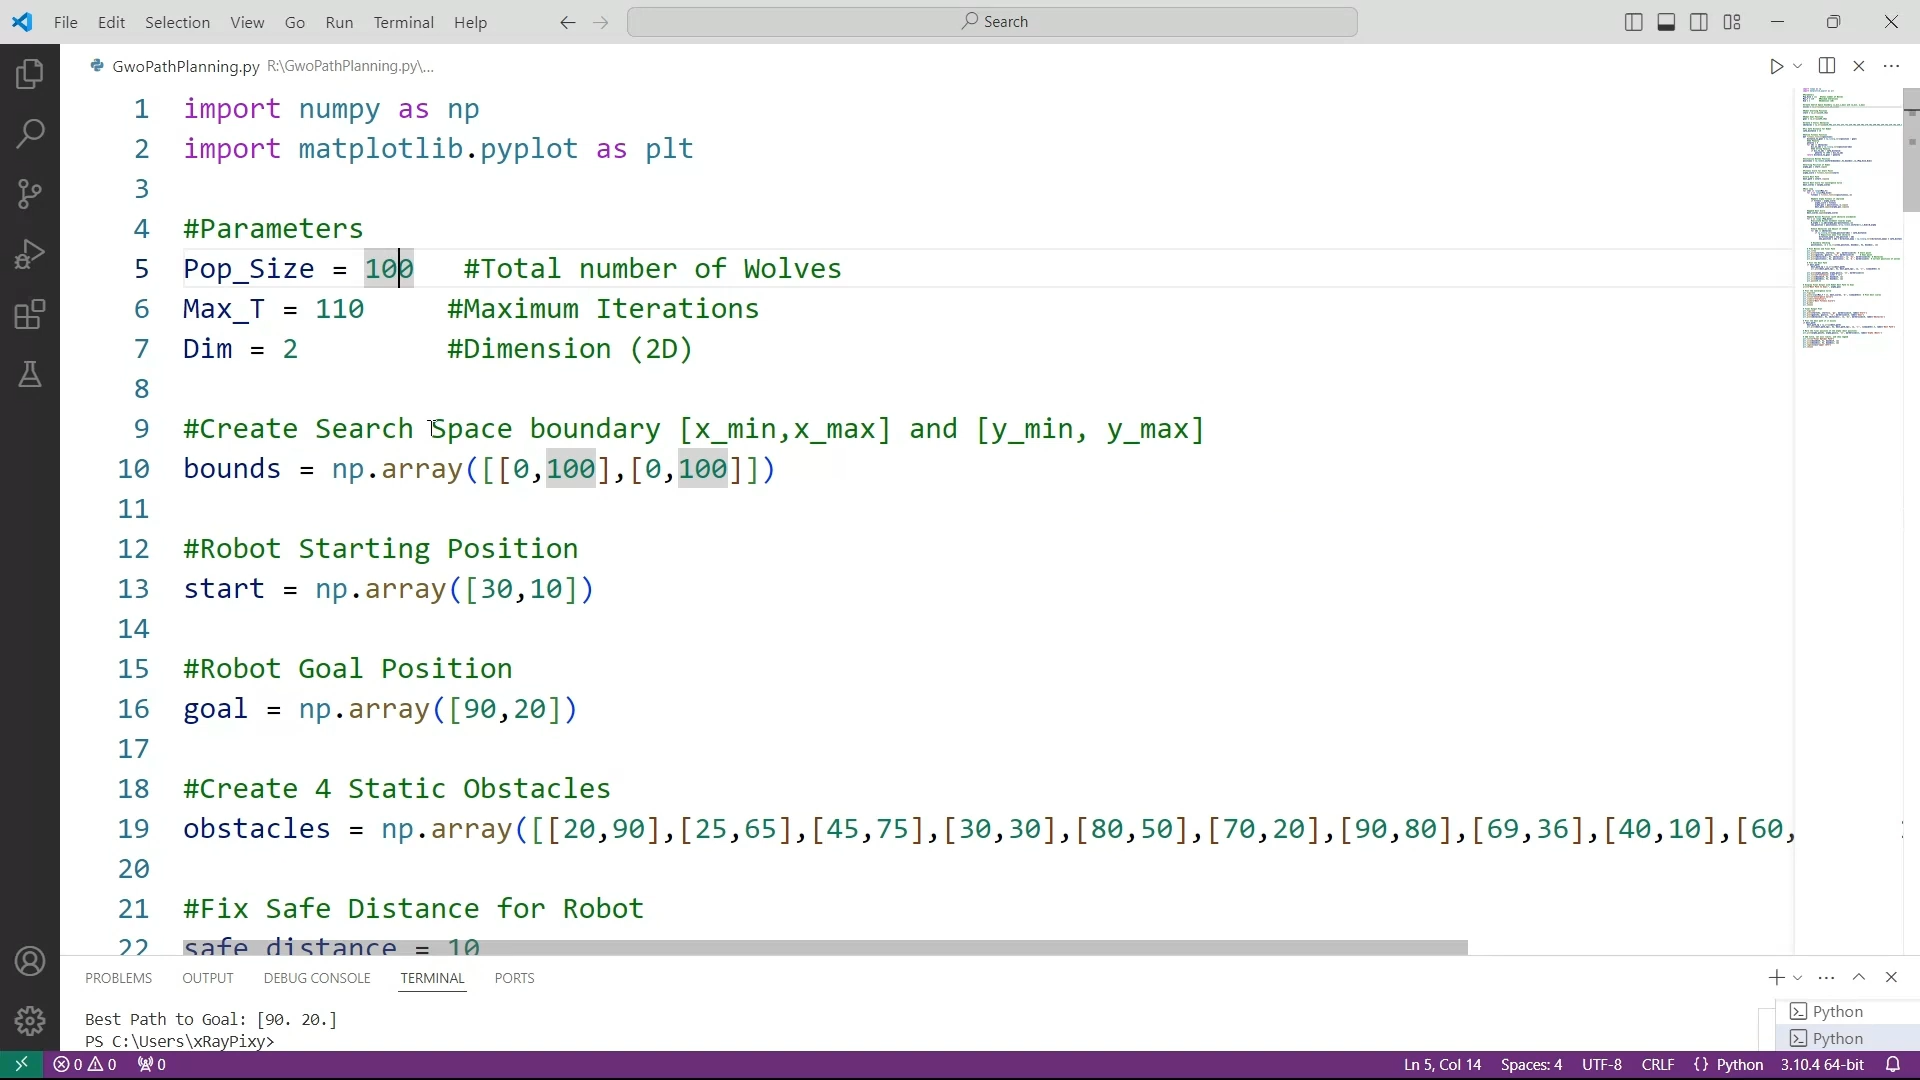 File Edit Selection View Go Run Terminal Help
Search
GwoPathPlanning.py R:\GwoPathPlanning.py\...
1 import numpy as np
2 import matplotlib.pyplot as plt
3
4 #Parameters
5 Pop_Size = 100 #Total number of Wolves
6 Max_T = 110 #Maximum Iterations
7 Dim = 2 #Dimension (2D)
8
9 #Create Search Space boundary [x_min,x_max] and [y_min, y_max]
10 bounds = np.array([[0,100],[0,100]])
11
12 #Robot Starting Position
13 start = np.array([30,10])
14
15 #Robot Goal Position
16 goal = np.array([90,20])
17
18 #Create 4 Static Obstacles
19 obstacles = np.array([[20,90],[25,65],[45,75],[30,30],[80,50],[70,20],[90,80],[69,36],[40,10],[60,
20
21 #Fix Safe Distance for Robot
22 safe_distance = 10
PROBLEMS OUTPUT DEBUG CONSOLE TERMINAL PORTS
Best Path to Goal: [90. 20.]
PS C:\Users\xRayPixy>
Python
Python
0 0 0 Ln 5, Col 14 Spaces: 4 UTF-8 CRLF {} Python 3.10.4 64-bit